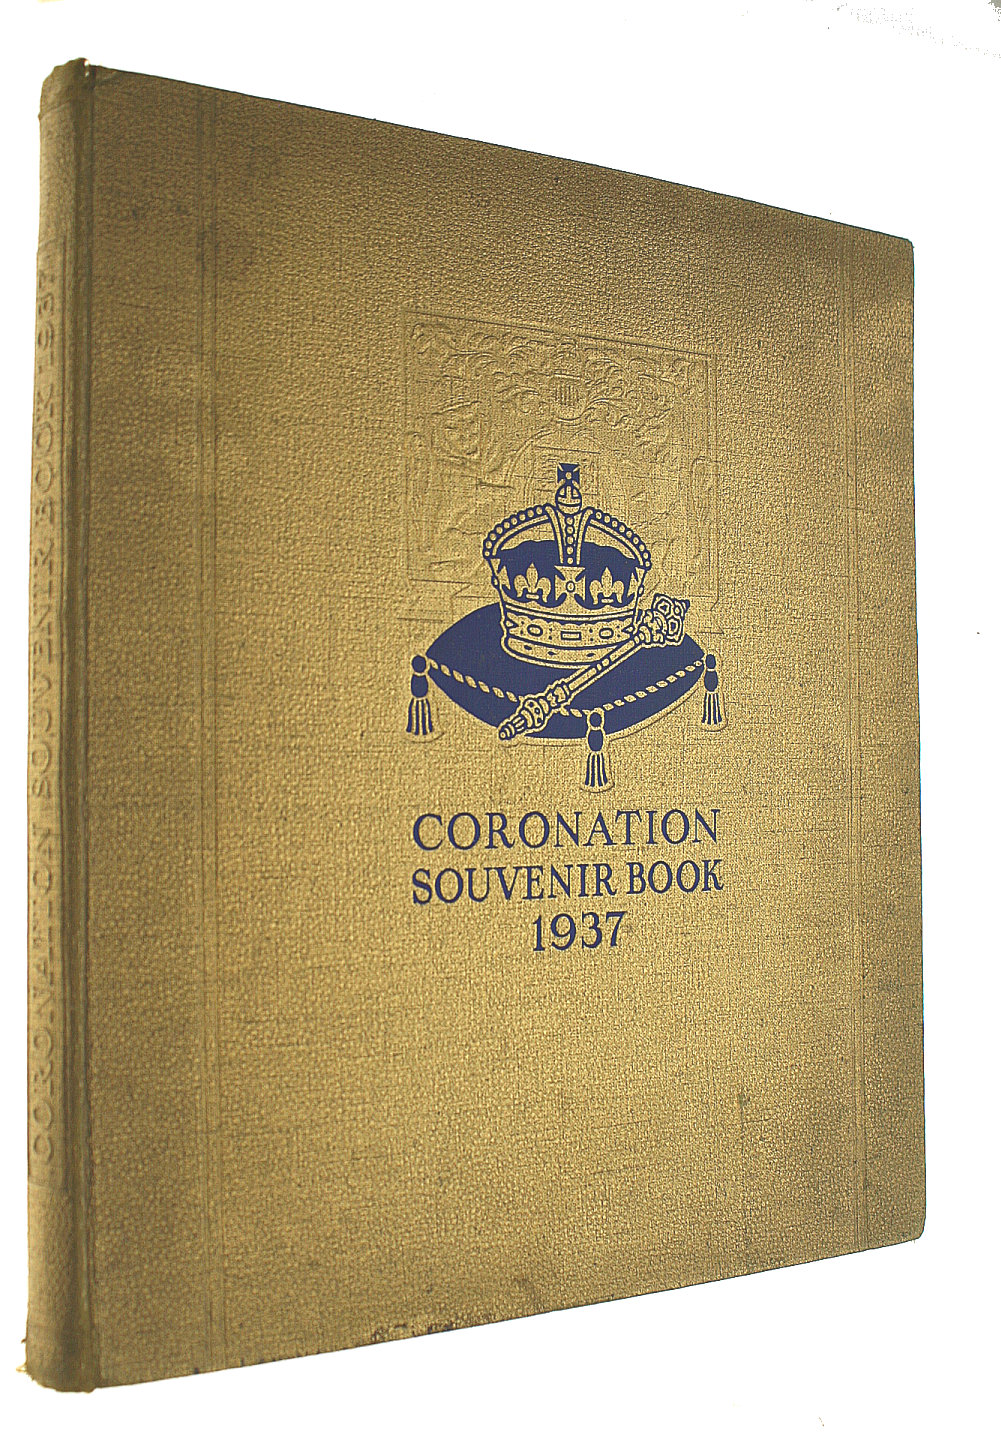 CORONATION
SOUVENIR BOOK
1937
CORONATION SOUVENIR BOOK 1937